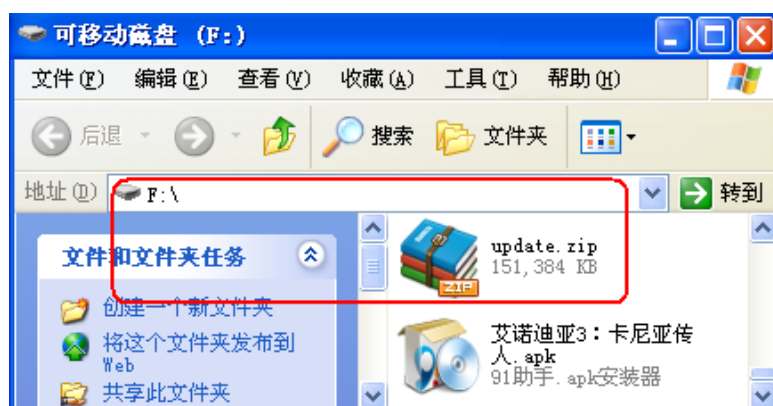 可移动磁盘 (F:)
文件(F) 编辑(E) 查看(V) 收藏(A) 工具(T) 帮助(H)
后退 搜索 文件夹
地址(D) F:\ 转到
文件和文件夹任务
创建一个新文件夹
将这个文件夹发布到
Web
共享此文件夹
update.zip
151,384 KB
ZIP
艾诺迪亚3：卡尼亚传
人.apk
91助手.apk安装器